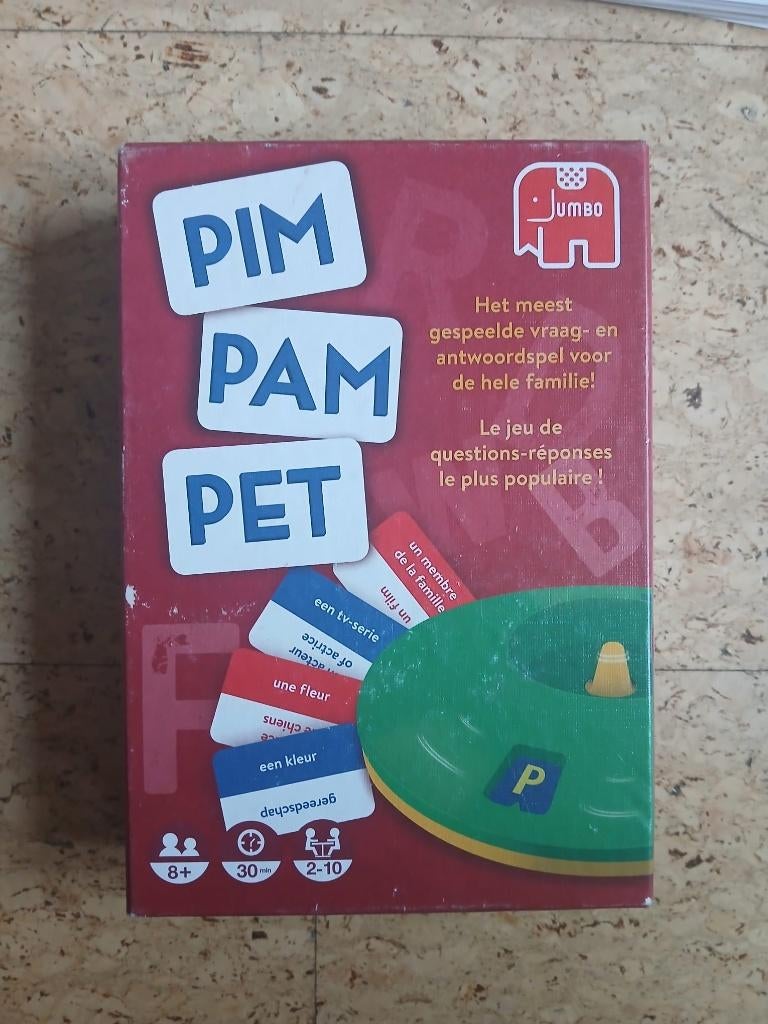 PIM
PAM
PET
JUMBO
Het meest
gespeelde vraag- en
antwoordspel voor
de hele familie!
Le jeu de
questions-réponses
le plus populaire !
R
B
F
un membre
de la famille
un film
een tv-serie
of actrice
acteur
une fleur
chiens
een kleur
gereedschap
P
8+
30 min
2-10